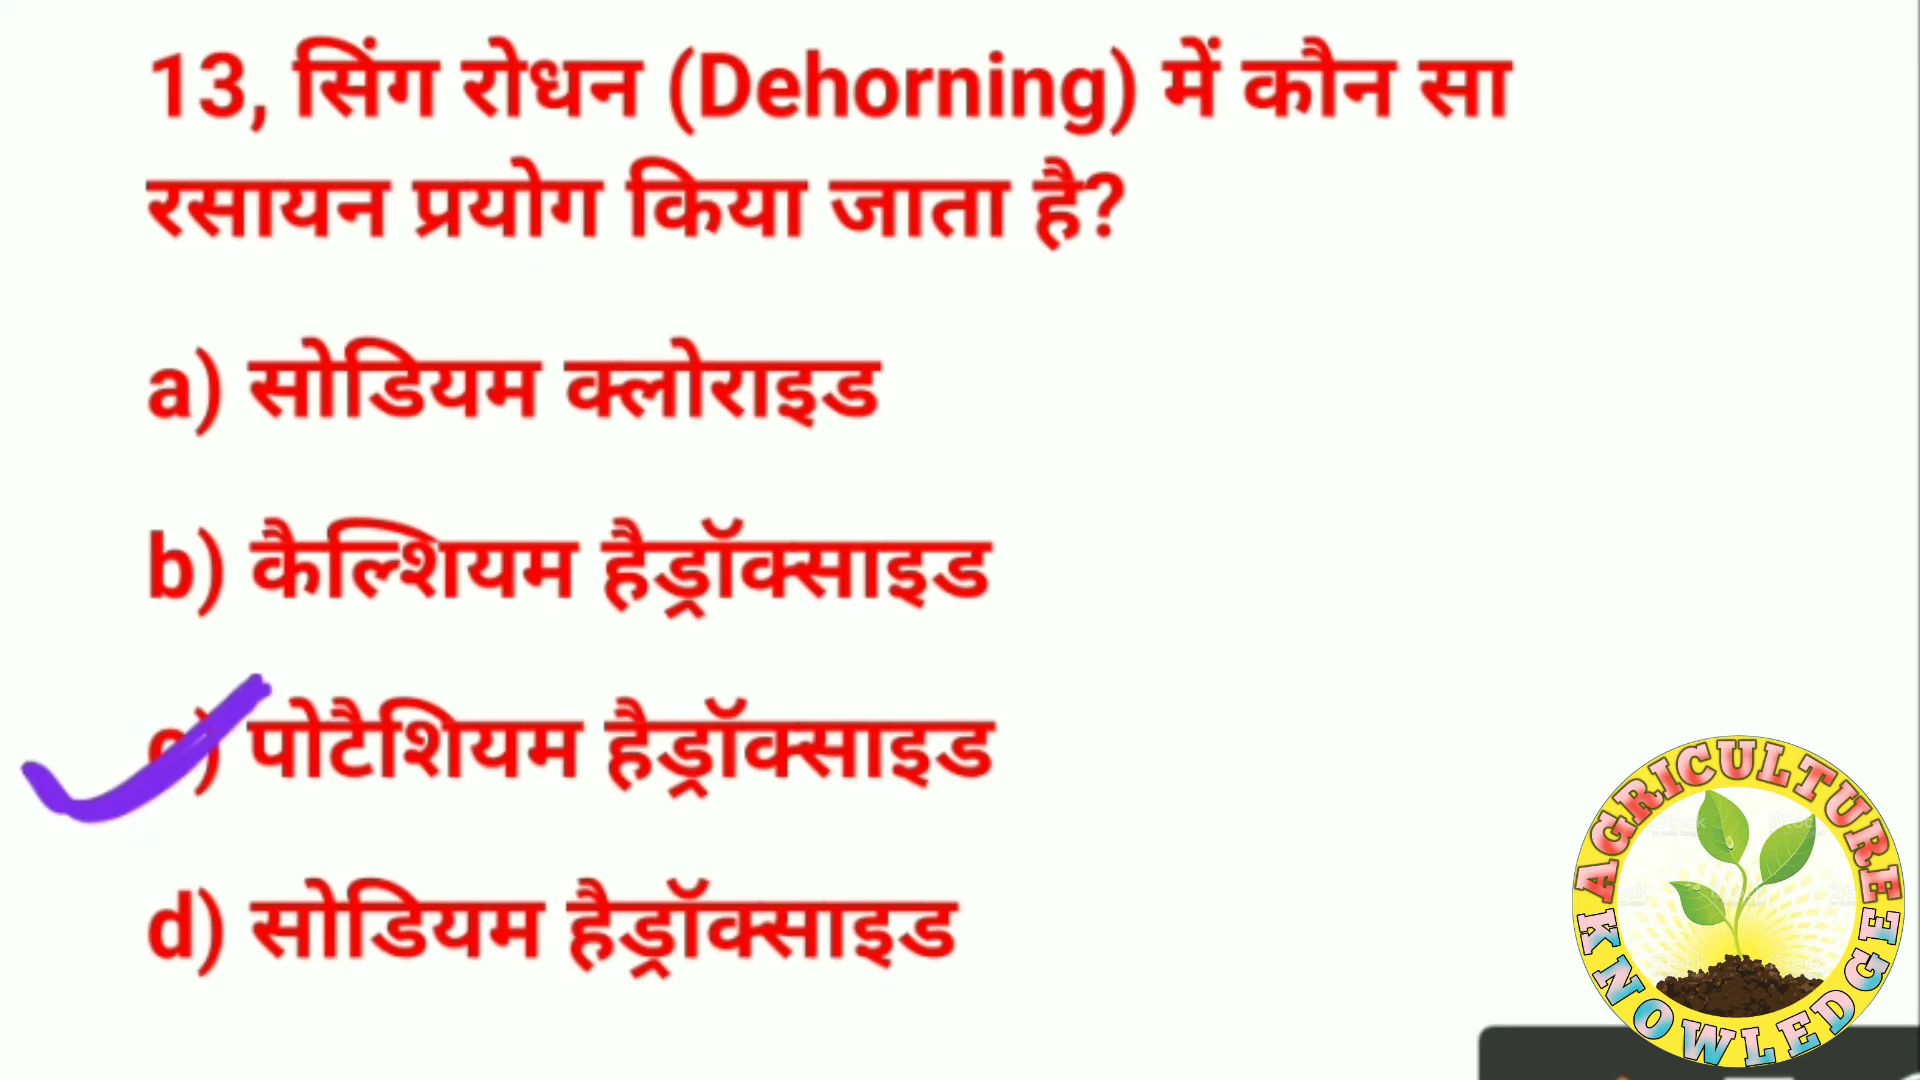 13, सिंग रोधन (Dehorning) में कौन सा
रसायन प्रयोग किया जाता है?
a) सोडियम क्लोराइड
b) कैल्शियम हैड्रॉक्साइड
c) पोटैशियम हैड्रॉक्साइड
d) सोडियम हैड्रॉक्साइड
AGRICULTURE
KNOWLEDGE